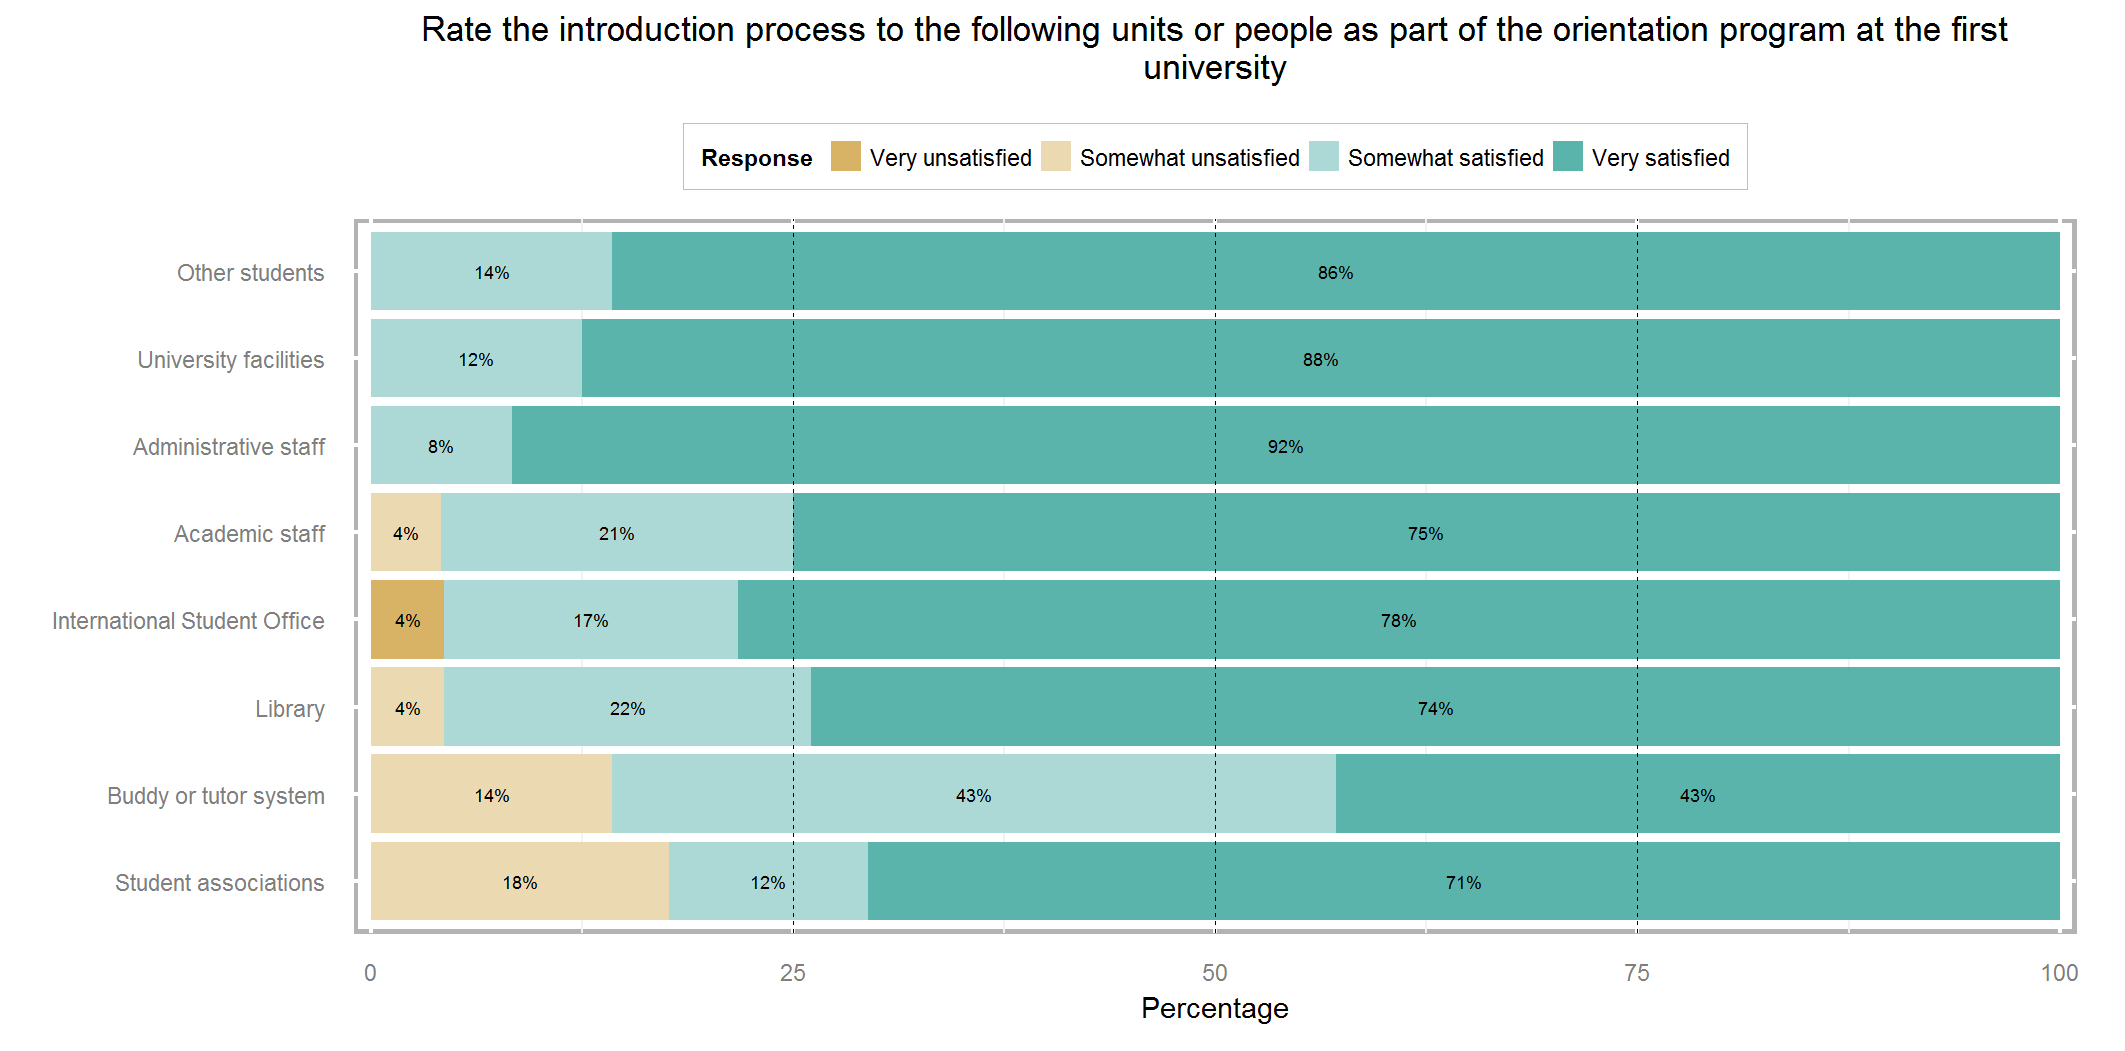 Rate the introduction process to the following units or people as part of the orientation program at the first
university
Response Very unsatisfied Somewhat unsatisfied Somewhat satisfied Very satisfied
Other students 14% 86%
University facilities 12% 88%
Administrative staff 8% 92%
Academic staff 4% 21% 75%
International Student Office 4% 17% 78%
Library 4% 22% 74%
Buddy or tutor system 14% 43% 43%
Student associations 18% 12% 71%
0 25 50 75 100
Percentage